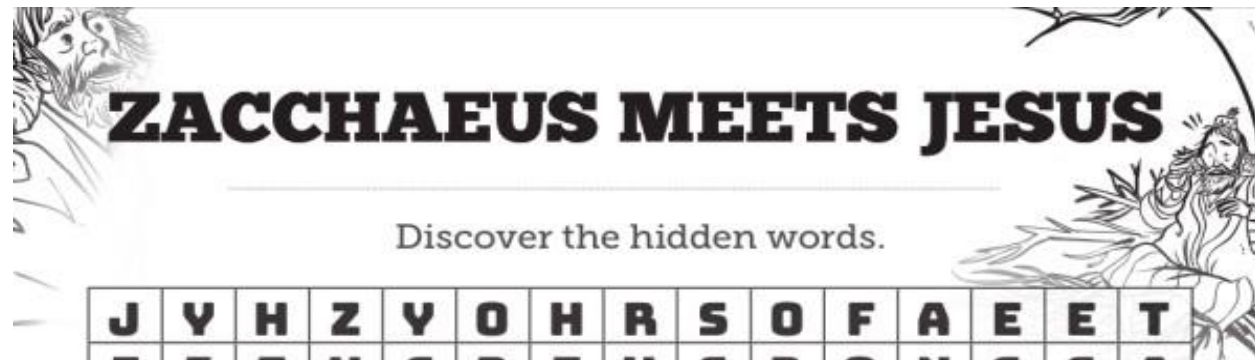 ZACCHAEUS MEETS JESUS
Discover the hidden words.
J Y H Z Y O H R S O F A E E T